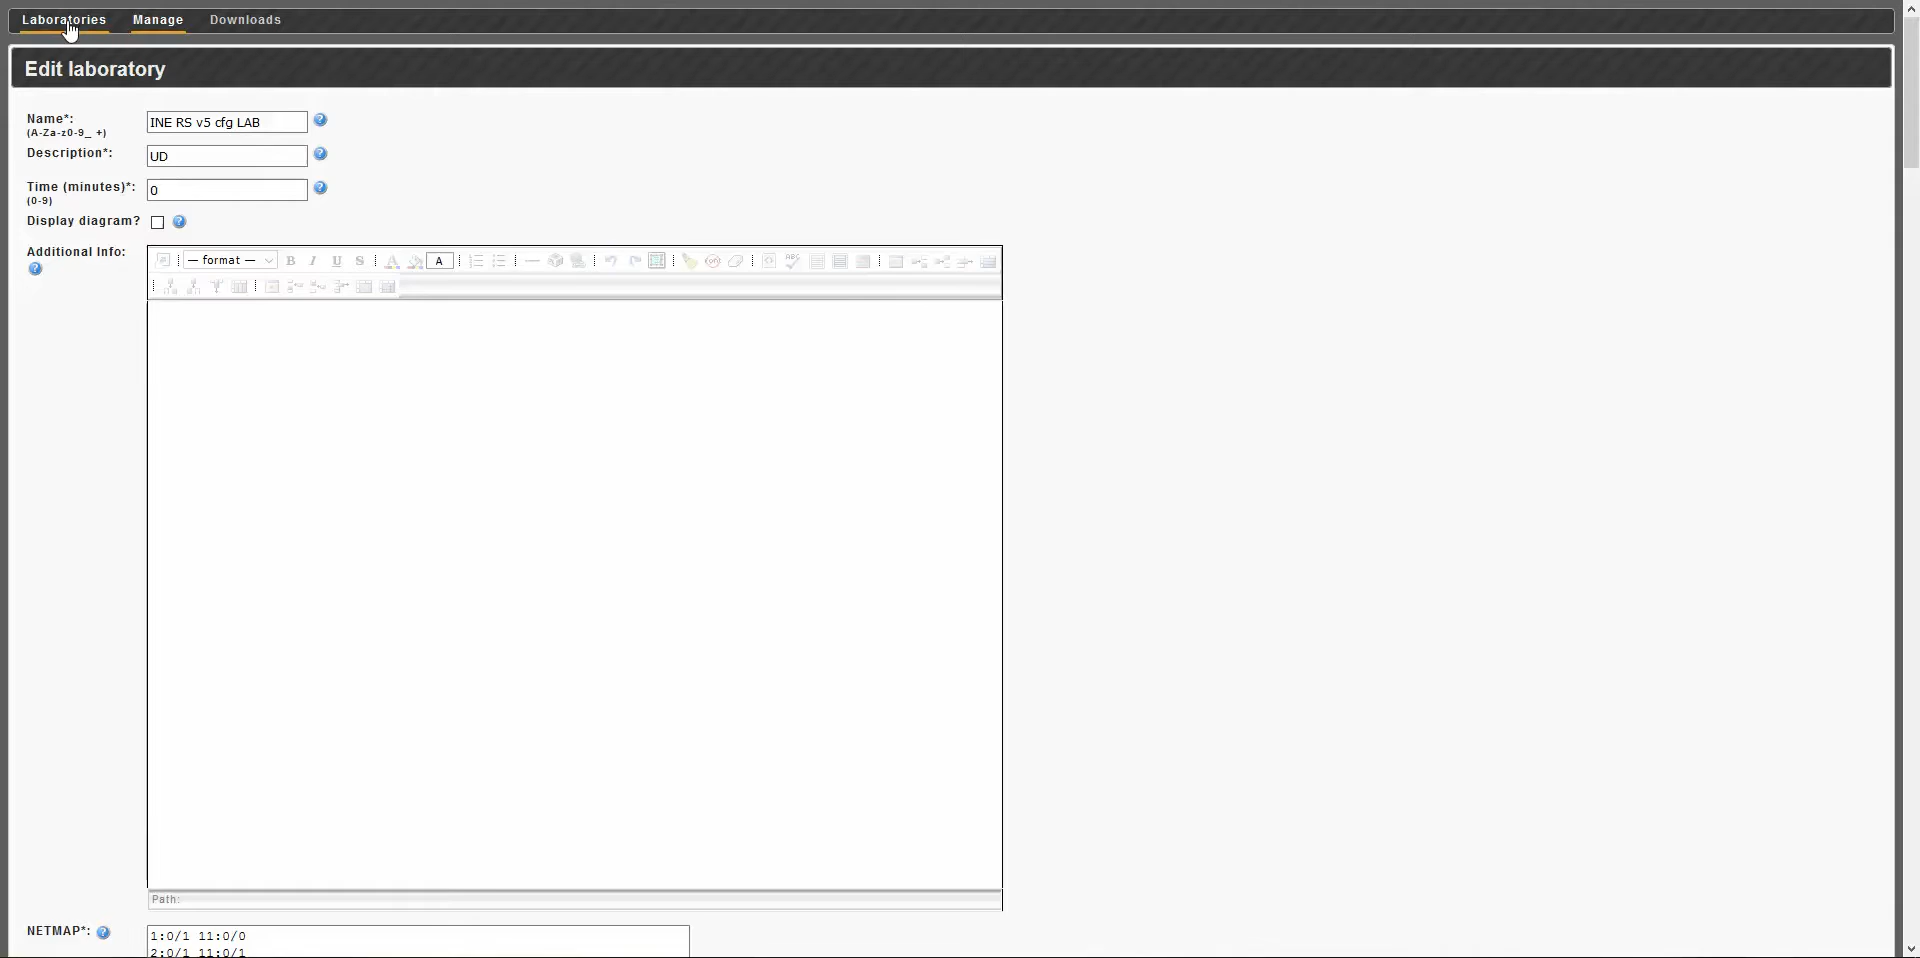 Laboratories Manage Downloads
Edit laboratory
Name*: INE RS v5 cfg LAB
(A-Za-z0-9_ +)
Description*: UD
Time (minutes)*: 0
(0-9)
Display diagram?
Additional Info: — format — B I U S A A ABC
Path:
NETMAP*: 1:0/1 11:0/0
2:0/1 11:0/1